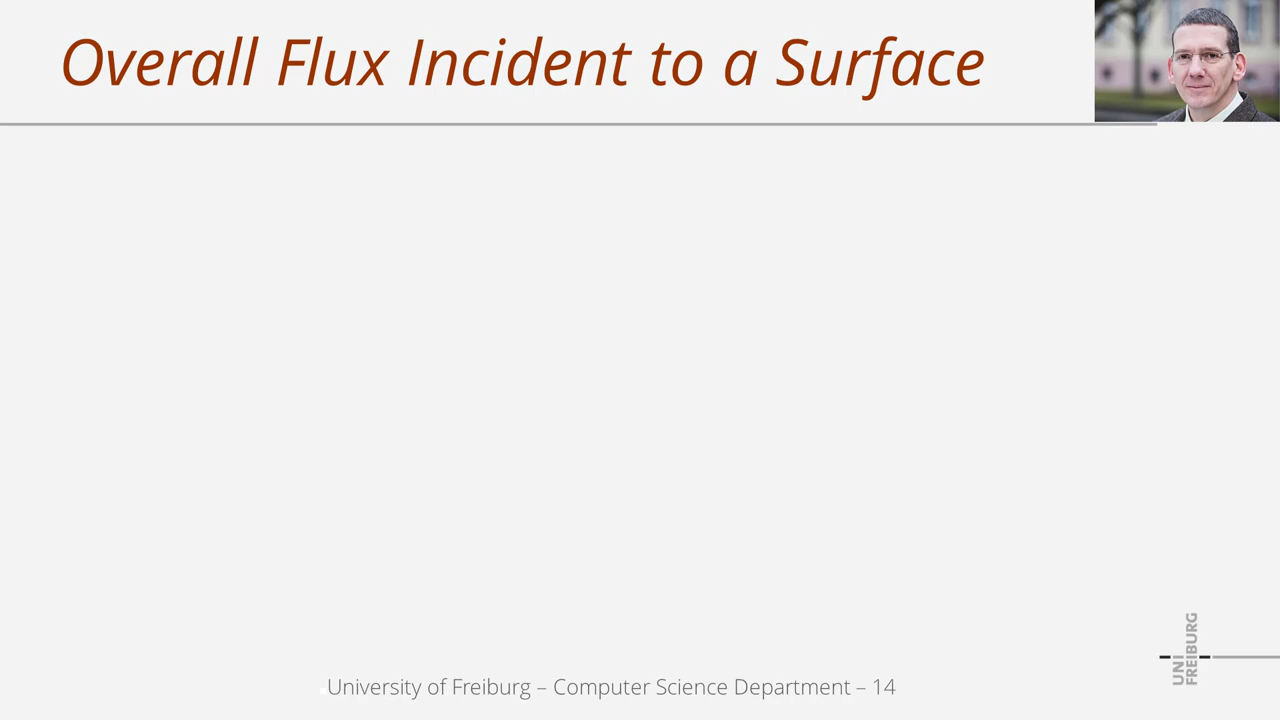 Overall Flux Incident to a Surface
UNI
FREIBURG
University of Freiburg – Computer Science Department – 14